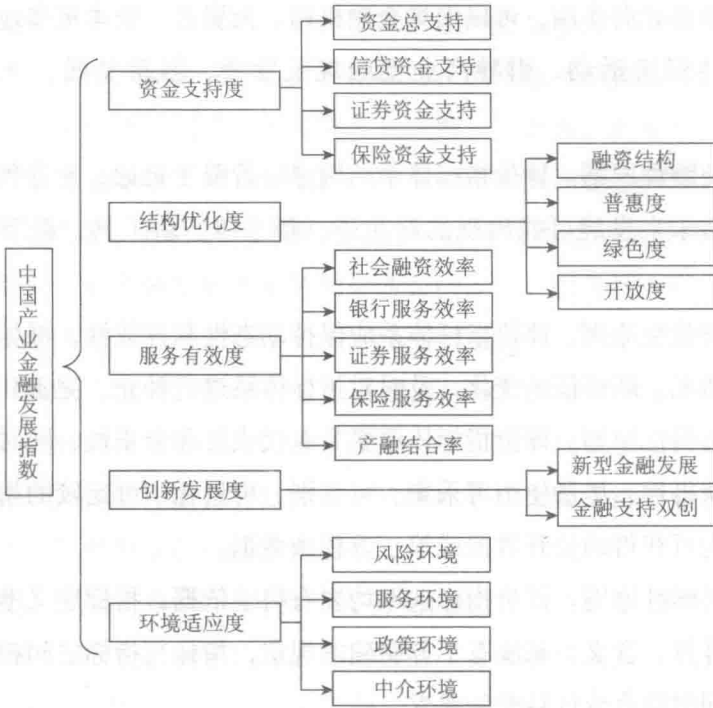 中国产业金融发展指数
资金支持度
资金总支持
信贷资金支持
证券资金支持
保险资金支持
结构优化度
融资结构
普惠度
绿色度
开放度
服务有效度
社会融资效率
银行服务效率
证券服务效率
保险服务效率
产融结合率
创新发展度
新型金融发展
金融支持双创
环境适应度
风险环境
服务环境
政策环境
中介环境